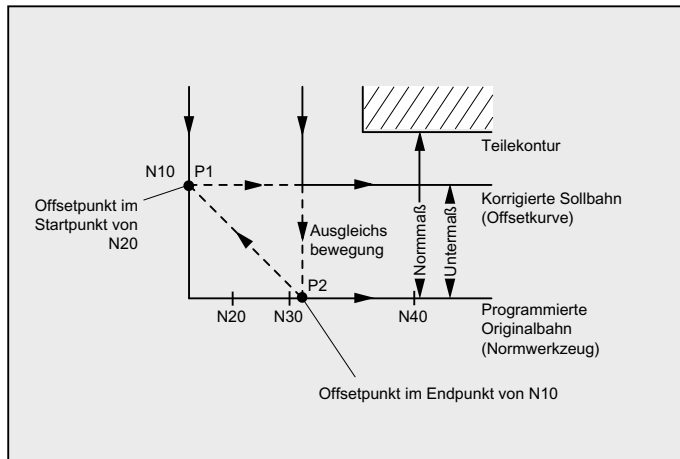 Teilekontur
N10 P1
Korrigierte Sollbahn
(Offsetkurve)
Offsetpunkt im
Startpunkt von
N20
Ausgleichs
bewegung
Normmaß
Untermaß
P2
N20
N30
N40
Programmierte
Originalbahn
(Normwerkzeug)
Offsetpunkt im Endpunkt von N10